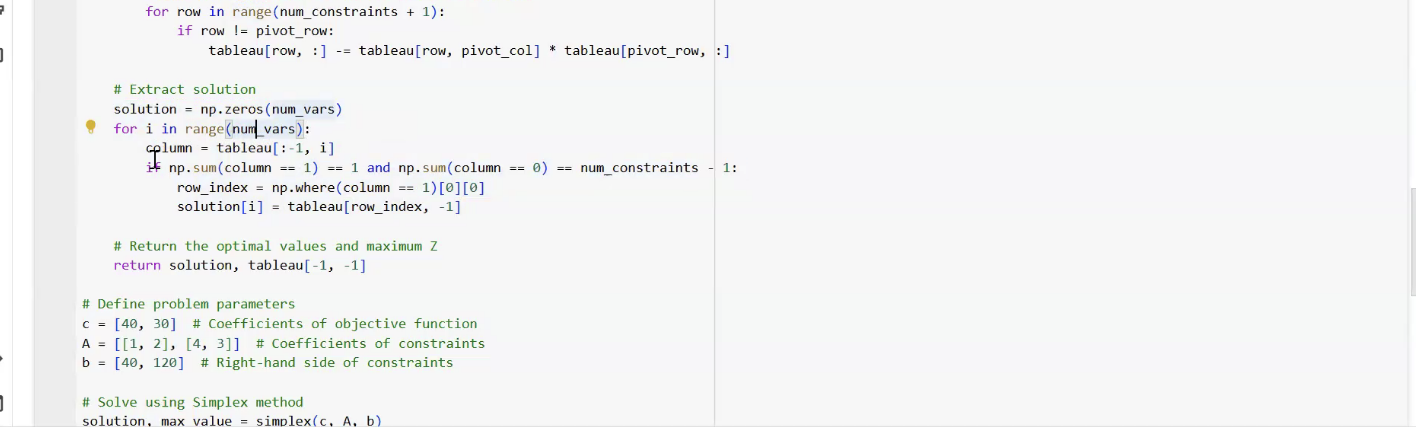 for row in range(num_constraints + 1):
if row != pivot_row:
tableau[row, :] -= tableau[row, pivot_col] * tableau[pivot_row, :]
# Extract solution
solution = np.zeros(num_vars)
for i in range(num_vars):
column = tableau[:-1, i]
if np.sum(column == 1) == 1 and np.sum(column == 0) == num_constraints - 1:
row_index = np.where(column == 1)[0][0]
solution[i] = tableau[row_index, -1]
# Return the optimal values and maximum Z
return solution, tableau[-1, -1]
# Define problem parameters
c = [40, 30]  # Coefficients of objective function
A = [[1, 2], [4, 3]]  # Coefficients of constraints
b = [40, 120]  # Right-hand side of constraints
# Solve using Simplex method
solution, max_value = simplex(c, A, b)